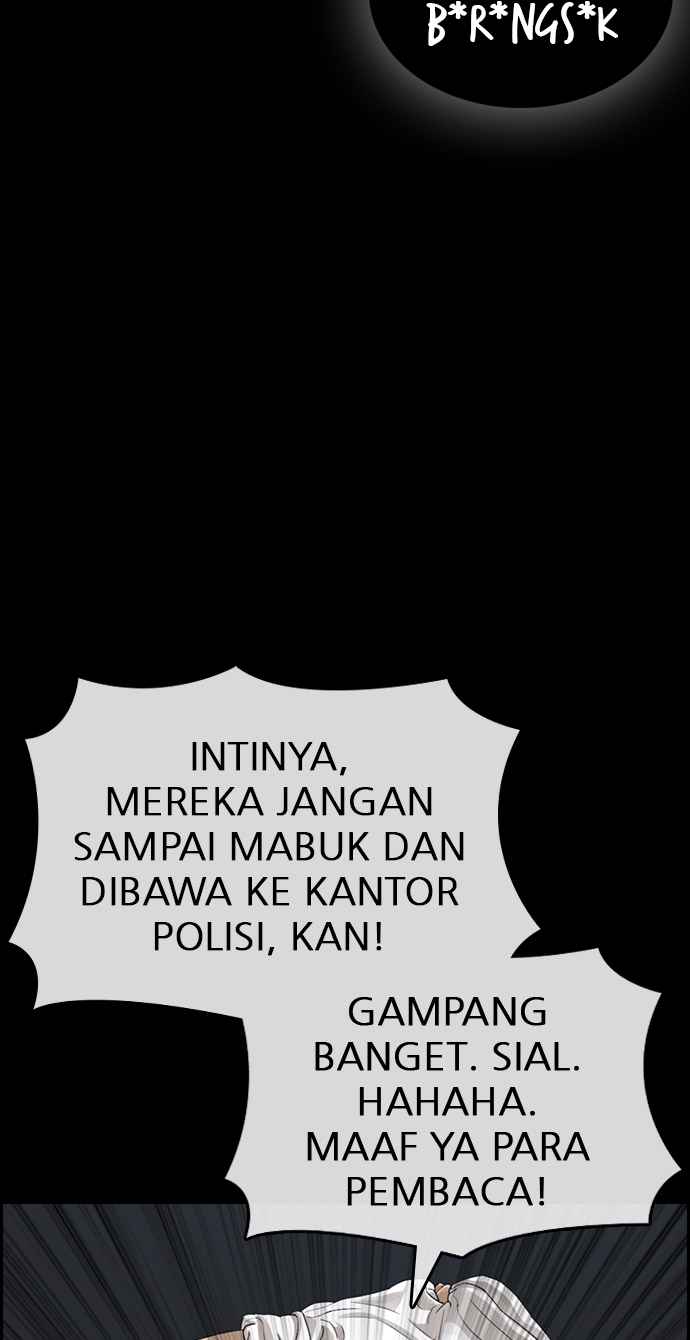 B*R*NGS*K
INTINYA,
MEREKA JANGAN
SAMPAI MABUK DAN
DIBAWA KE KANTOR
POLISI, KAN!
GAMPANG
BANGET. SIAL.
HAHAHA.
MAAF YA PARA
PEMBACA!